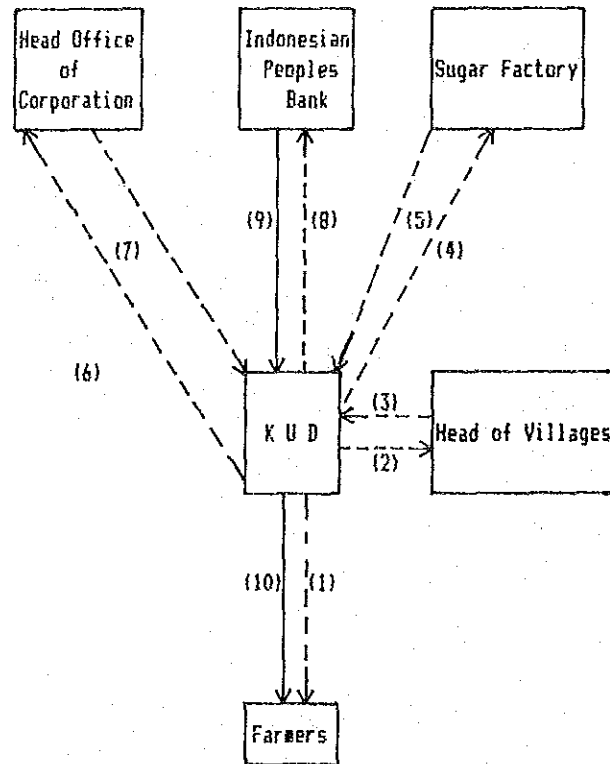 Head Office
of
Corporation
Indonesian
Peoples
Bank
Sugar Factory
(9)
(8)
(5)
(7)
(4)
(6)
(3)
K U D
Head of Villages
(2)
(10)
(1)
Farmers